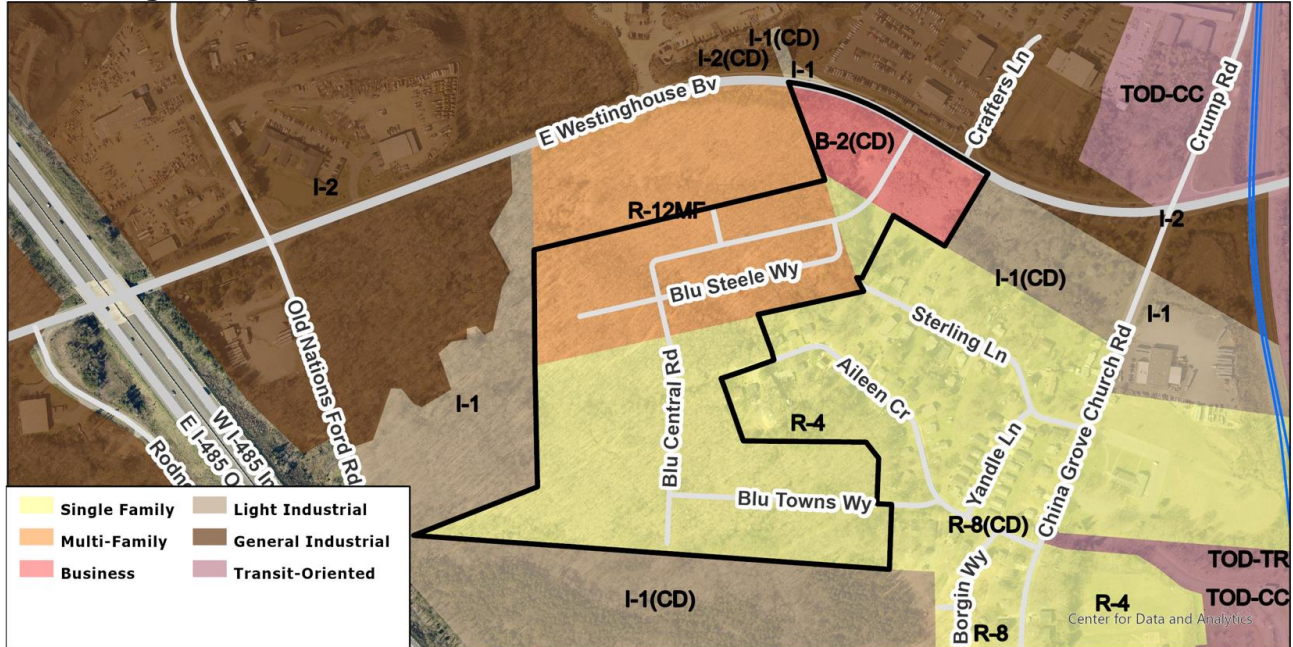 I-1(CD)
I-2(CD)
I-1
Crafters Ln
TOD-CC
Crump Rd
E Westinghouse Bv
B-2(CD)
I-2
R-12MF
I-2
Blu Steele Wy
I-1(CD)
I-1
Old Nations Ford Rd
Sterling Ln
Aileen Cr
Blu Central Rd
I-1
R-4
W I-485 In
E I-485 O
Rodne
Yandle Ln
China Grove Church Rd
Blu Towns Wy
R-8(CD)
Single Family
Light Industrial
Multi-Family
General Industrial
Business
Transit-Oriented
TOD-TR
I-1(CD)
Borgin Wy
R-4
TOD-CC
Center for Data and Analytics
R-8